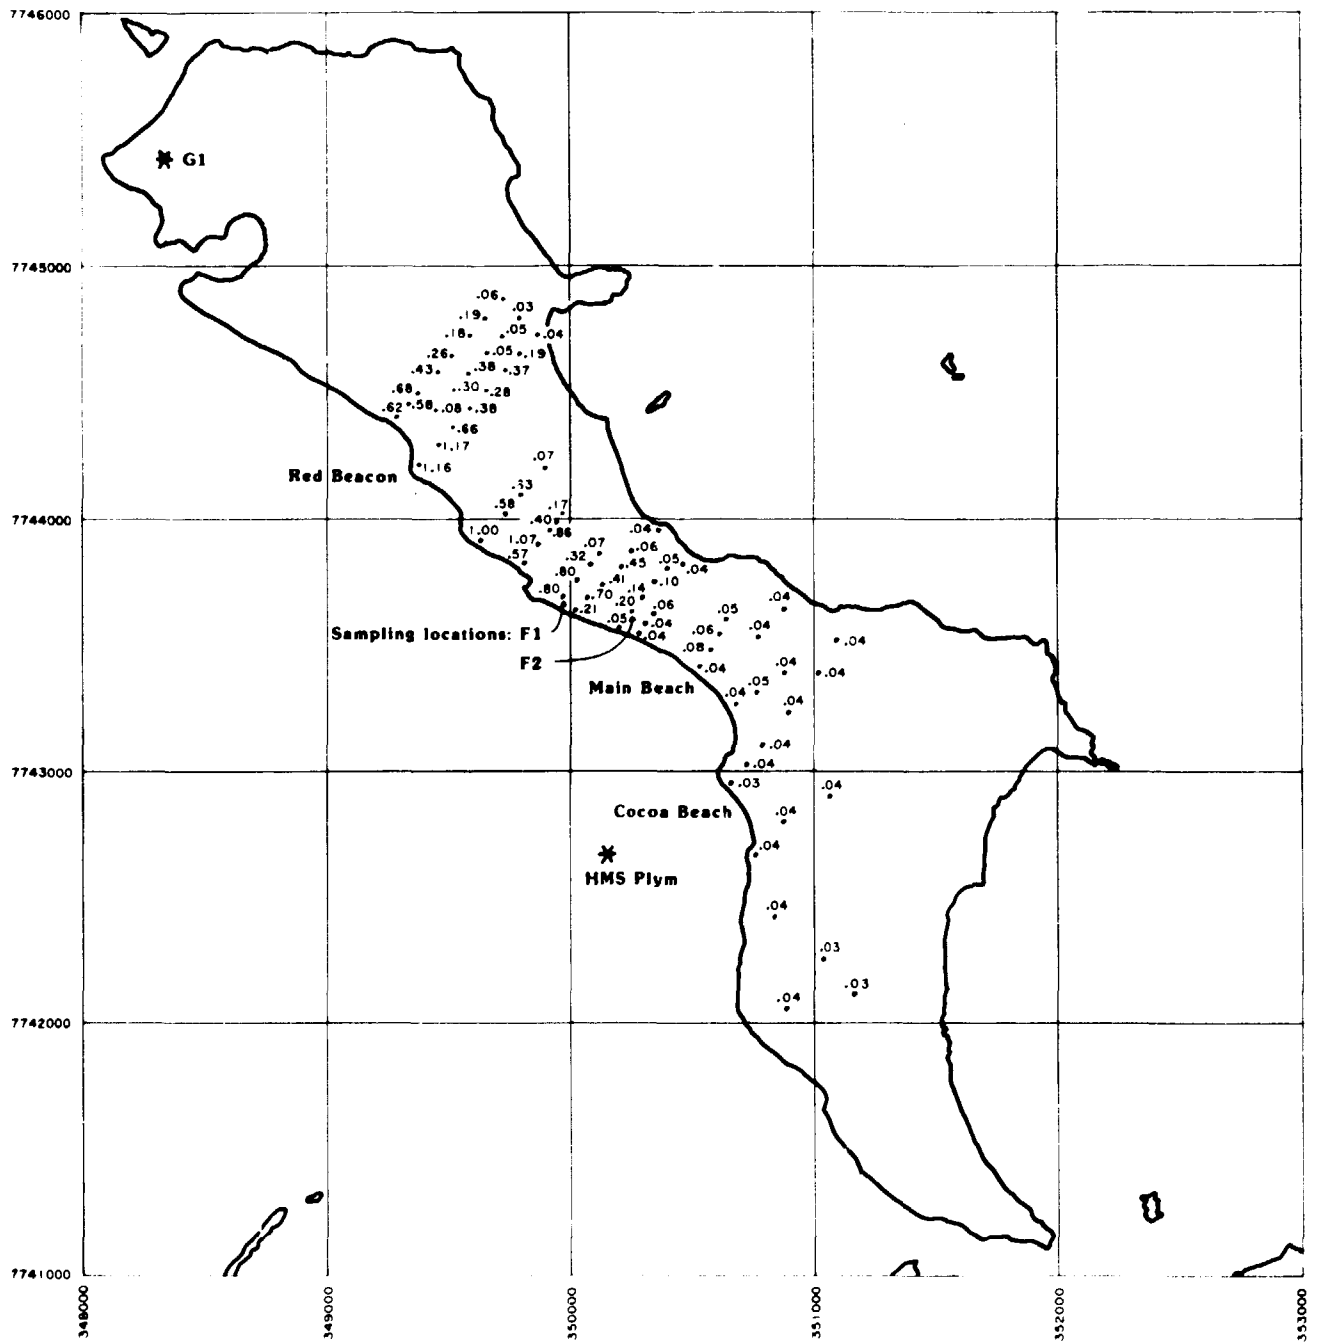 7746000
G1
7745000
.06
.03
.19
.18 .05 .04
.26 .05 .19
.43 .38 .37
.68 .30 .28
.62 .58 .08 .38
.66
1.17
1.16
.07
Red Beacon
.58
.17
7744000
1.00 1.07 .40 .86
.04
.57 .32 .07 .06
.45 .05 .04
.80 .41 .10
.80 .70 .14
.21 .20 .06
.05 .04
.04
.04
.05
.04
.06
.08
.04
.04
Sampling locations: F1
F2
.04
.04
.05
.04
Main Beach
.04
.04
.04
7743000
.03
.04
Cocoa Beach
.04
.04
HMS Plym
.04
.03
.03
.04
7742000
7741000
348000
349000
350000
351000
352000
353000